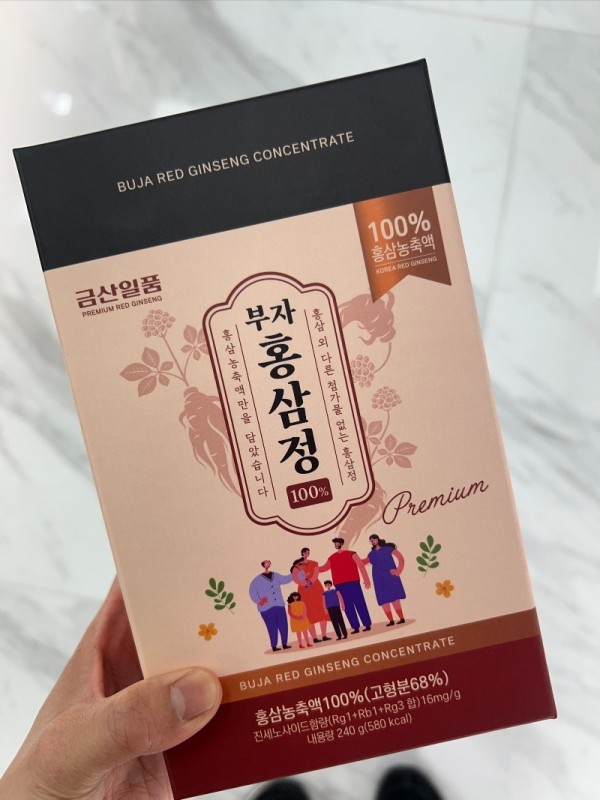 BUJA RED GINSENG CONCENTRATE
100%
홍삼농축액
KOREA RED GINSENG
금산일품
PREMIUM RED GINSENG
홍삼 외 다른 첨가물 없는 홍삼정
부자
홍삼정
100%
홍삼농축액만을 담았습니다
Premium
BUJA RED GINSENG CONCENTRATE
홍삼농축액100%(고형분68%)
진세노사이드함량(Rg1+Rb1+Rg3 합)16mg/g
내용량 240 g(580 kcal)